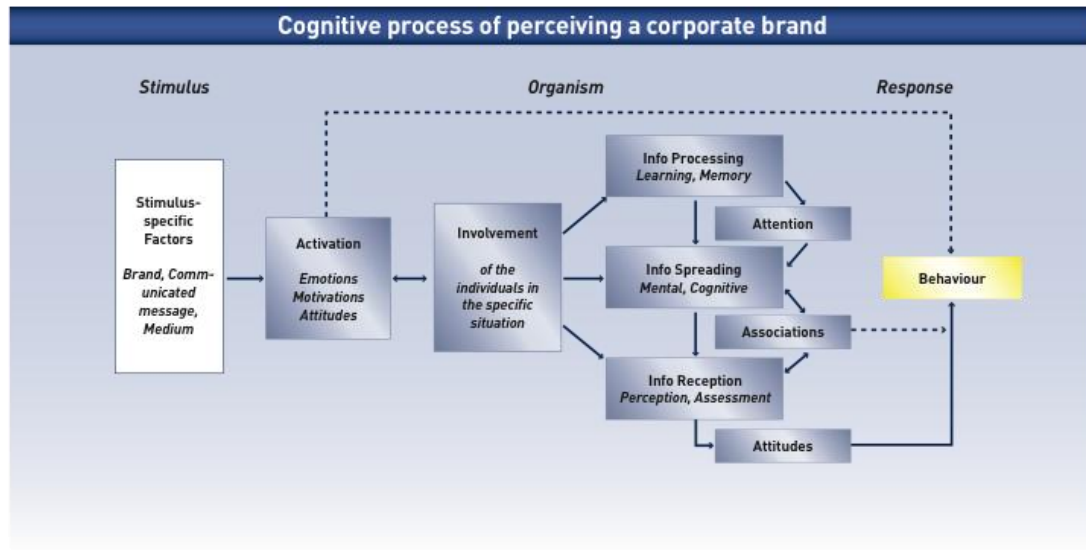 Cognitive process of perceiving a corporate brand
Stimulus
Organism
Response
Stimulus-
specific
Factors
Brand, Comm-
unicated
message,
Medium
Activation
Emotions
Motivations
Attitudes
Involvement
of the
individuals in
the specific
situation
Info Processing
Learning, Memory
Attention
Info Spreading
Mental, Cognitive
Associations
Info Reception
Perception, Assessment
Attitudes
Behaviour